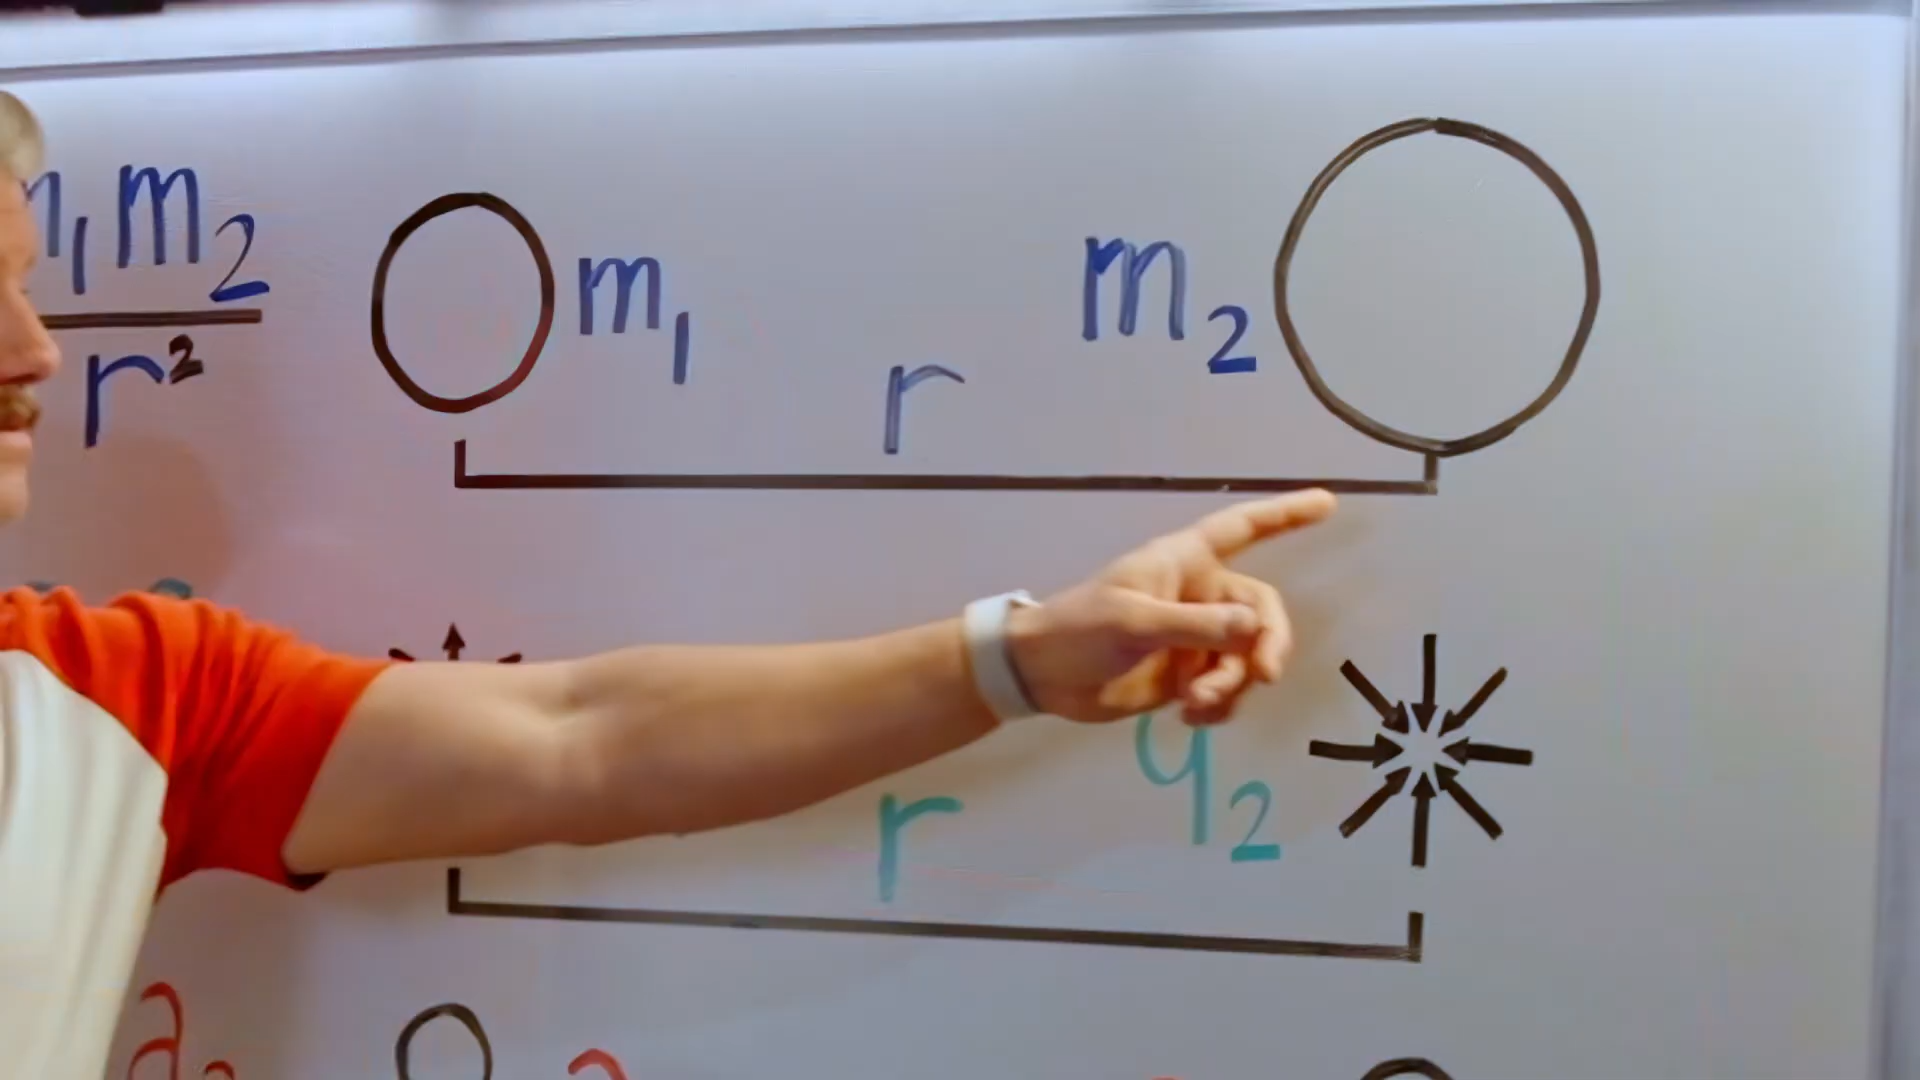 m₁m₂
r²
m₁
m₂
r
q₂
r